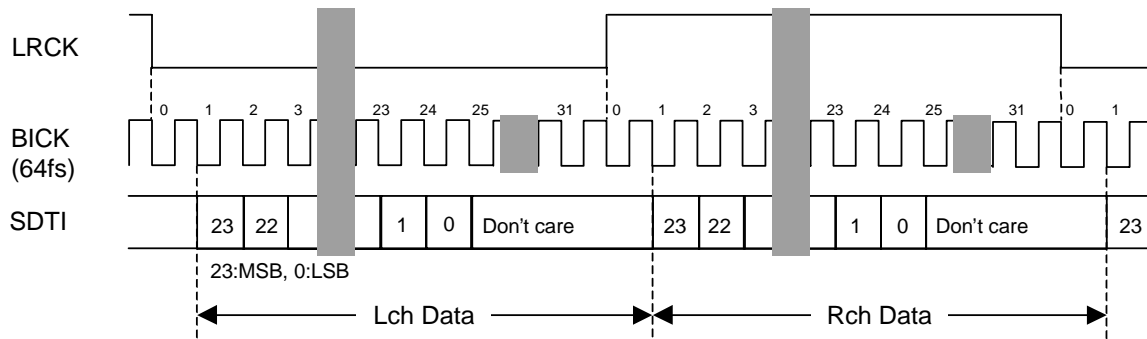 LRCK
0 1 2 3 23 24 25 31 0 1 2 3 23 24 25 31 0 1
BICK
(64fs)
SDTI 23 22 1 0 Don't care 23 22 1 0 Don't care 23
23:MSB, 0:LSB
Lch Data Rch Data